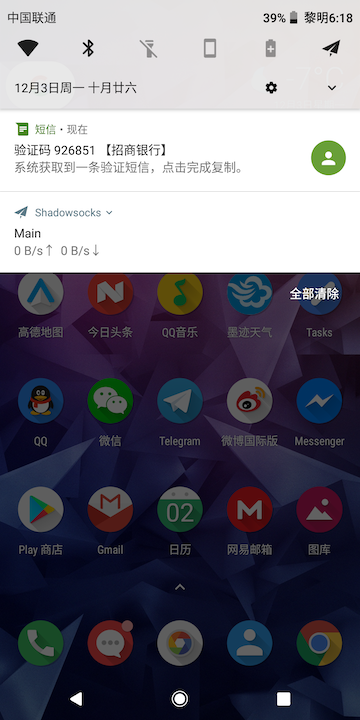 中国联通 39% 黎明6:18
12月3日周一 十月廿六
短信 • 现在
验证码 926851 【招商银行】
系统获取到一条验证短信，点击完成复制。
Shadowsocks
Main
0 B/s↑ 0 B/s↓
全部清除
高德地图 今日头条 QQ音乐 墨迹天气 Tasks
QQ 微信 Telegram 微博国际版 Messenger
02
Play 商店 Gmail 日历 网易邮箱 图库